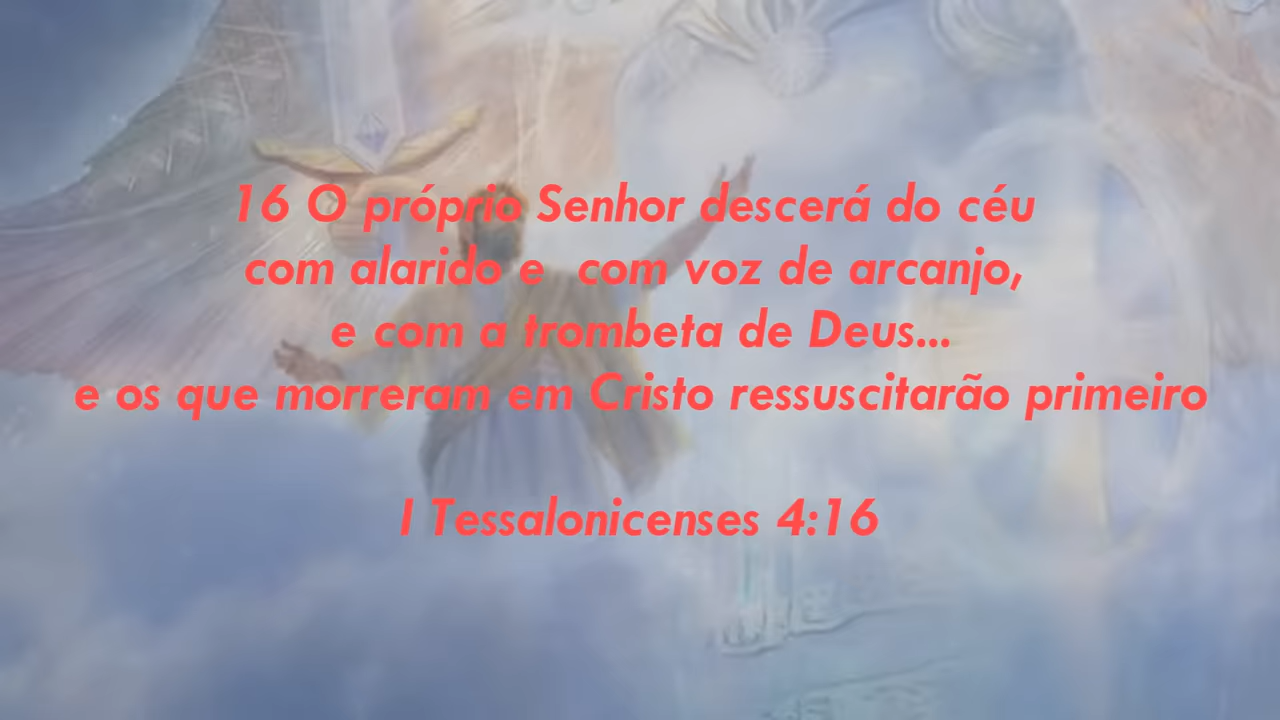 16 O próprio Senhor descerá do céu
com alarido e  com voz de arcanjo,
e com a trombeta de Deus...
e os que morreram em Cristo ressuscitarão primeiro
I Tessalonicenses 4:16